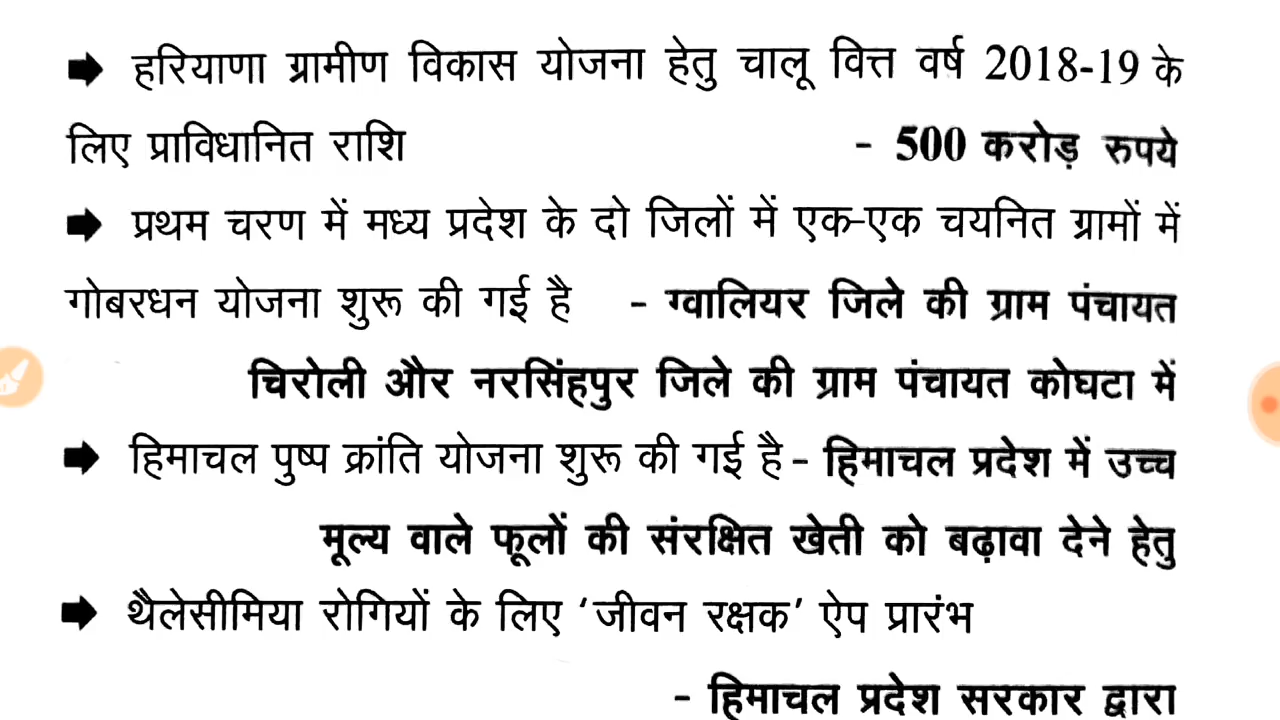 ➡ हरियाणा ग्रामीण विकास योजना हेतु चालू वित्त वर्ष 2018-19 के
लिए प्राविधानित राशि - 500 करोड़ रुपये
➡ प्रथम चरण में मध्य प्रदेश के दो जिलों में एक-एक चयनित ग्रामों में
गोबरधन योजना शुरू की गई है - ग्वालियर जिले की ग्राम पंचायत
चिरोली और नरसिंहपुर जिले की ग्राम पंचायत कोघटा में
➡ हिमाचल पुष्प क्रांति योजना शुरू की गई है - हिमाचल प्रदेश में उच्च
मूल्य वाले फूलों की संरक्षित खेती को बढ़ावा देने हेतु
➡ थैलेसीमिया रोगियों के लिए ‘जीवन रक्षक’ ऐप प्रारंभ
- हिमाचल प्रदेश सरकार द्वारा